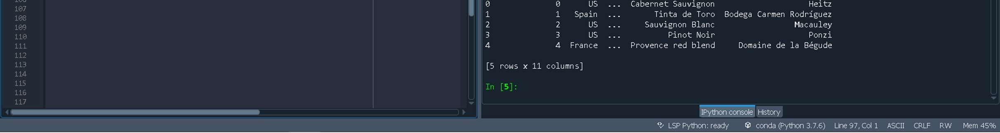 107
108
109
110
111
112
113
114
115
116
117
0 0 US ... Cabernet Sauvignon Heitz
1 1 Spain ... Tinta de Toro Bodega Carmen Rodríguez
2 2 US ... Sauvignon Blanc Macauley
3 3 US ... Pinot Noir Ponzi
4 4 France ... Provence red blend Domaine de la Bégude
[5 rows x 11 columns]
In [5]:
IPython console History
LSP Python: ready conda (Python 3.7.6) Line 97, Col 1 ASCII CRLF RW Mem 45%